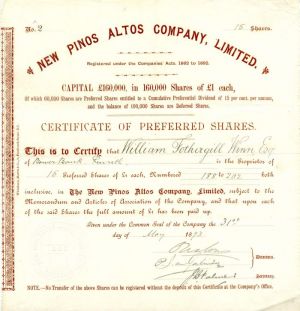 No. 2
15 Shares.
NEW PINOS ALTOS COMPANY, LIMITED.
Registered under the Companies' Acts, 1862 to 1890.
CAPITAL £160,000, in 160,000 Shares of £1 each,
(of which 60,000 Shares are Preferred Shares entitled to a Cumulative Preferential Dividend of 15 per cent. per annum,
and the balance of 100,000 Shares are Deferred Shares.
CERTIFICATE OF PREFERRED SHARES.
This is to Certify that William Fothergill Wynn Esq
of is the Proprietor of
15 Preferred Shares of £1 each, Numbered 188 to 202 both
inclusive, in The New Pinos Altos Company, Limited, subject to the
Memorandum and Articles of Association of the Company, and that upon each
of the said Shares the full amount of £1 has been paid up.
Given under the Common Seal of the Company the 31st
day of May 1893
NOTE.—No Transfer of the above Shares can be registered without the deposit of this Certificate at the Company's Office.